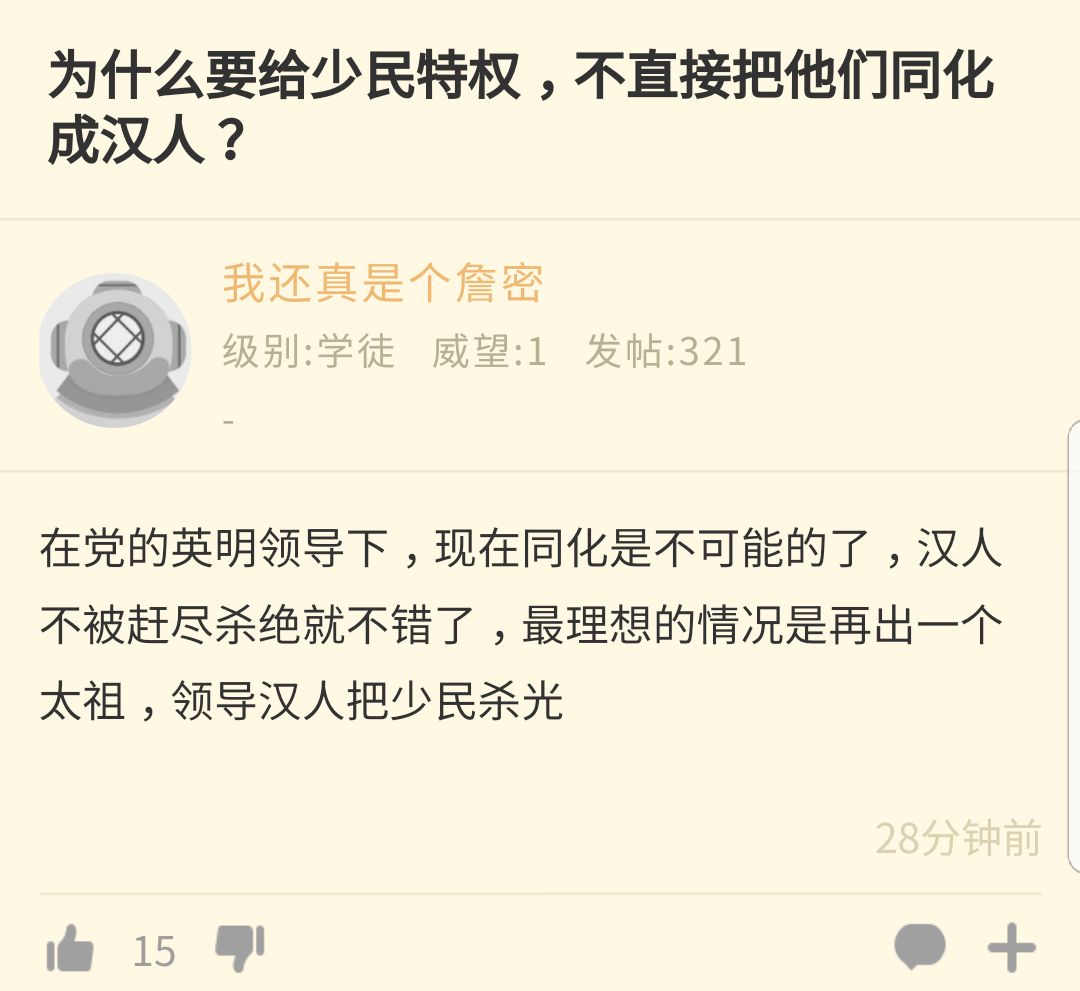 为什么要给少民特权，不直接把他们同化
成汉人？
我还真是个詹密
级别:学徒 威望:1 发帖:321
-
在党的英明领导下，现在同化是不可能的了，汉人
不被赶尽杀绝就不错了，最理想的情况是再出一个
太祖，领导汉人把少民杀光
28分钟前
15